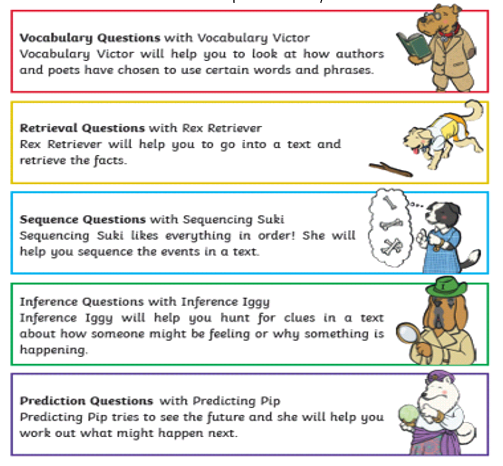 Vocabulary Questions with Vocabulary Victor
Vocabulary Victor will help you to look at how authors
and poets have chosen to use certain words and phrases.
Retrieval Questions with Rex Retriever
Rex Retriever will help you to go into a text and
retrieve the facts.
Sequence Questions with Sequencing Suki
Sequencing Suki likes everything in order! She will
help you sequence the events in a text.
Inference Questions with Inference Iggy
Inference Iggy will help you hunt for clues in a text
about how someone might be feeling or why something is
happening.
Prediction Questions with Predicting Pip
Predicting Pip tries to see the future and she will help you
work out what might happen next.